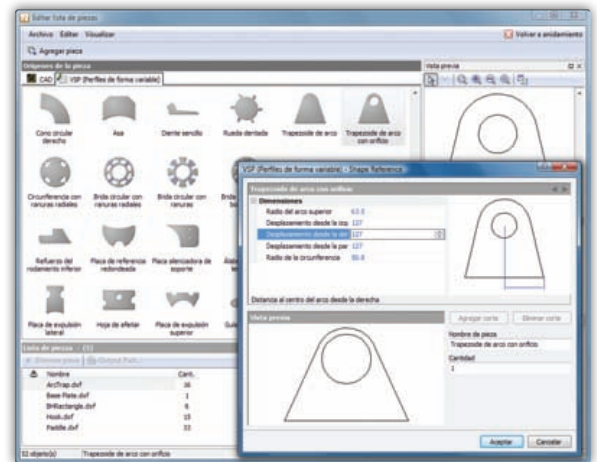 Editar lista de piezas
Archivo Editar Visualizar
Volver a anidamiento
Agregar pieza
Orígenes de la pieza
Vista previa
CAD
VSP (Perfiles de forma variable)
Cono circular derecho
Asa
Diente sencillo
Rueda dentada
Trapezoide de arco
Trapezoide de arco con orificio
Circunferencia con ranuras radiales
Brida circular con ranuras radiales
Brida circular con ranuras
Refuerzo del rodamiento inferior
Placa de referencia redondeada
Placa atenizadora de soporte
Placa de expulsión lateral
Hoja de afeitar
Placa de expulsión superior
Lista de piezas - (5)
Eliminar pieza
Output Part...
Nombre
Cant.
ArcTrap.dxf 36
Base Plate.dxf 1
BHRectangle.dxf 6
Hook.dxf 15
Paddle.dxf 33
52 objeto(s)
Trapezoide de arco con orificio
VSP (Perfiles de forma variable) - Shape Reference
Trapezoide de arco con orificio
Dimensiones
Radio del arco superior 63.5
Desplazamiento desde la izq 127
Desplazamiento desde la der 127
Desplazamiento desde la par 127
Radio de la circunferencia 50.8
Distancia al centro del arco desde la derecha
Vista previa
Agregar corte
Eliminar corte
Nombre de pieza
Trapezoide de arco con orificio
Cantidad
1
Aceptar
Cancelar